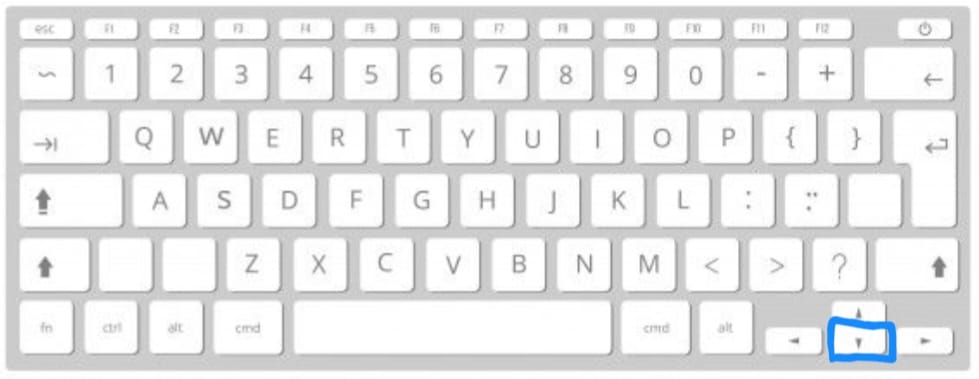 esc F1 F2 F3 F4 F5 F6 F7 F8 F9 F10 F11 F12
~ 1 2 3 4 5 6 7 8 9 0 - + ←
→| Q W E R T Y U I O P { } ↵
A S D F G H J K L :
Z X C V B N M < > ?
fn ctrl alt cmd cmd alt ▲
◄ ▼ ►